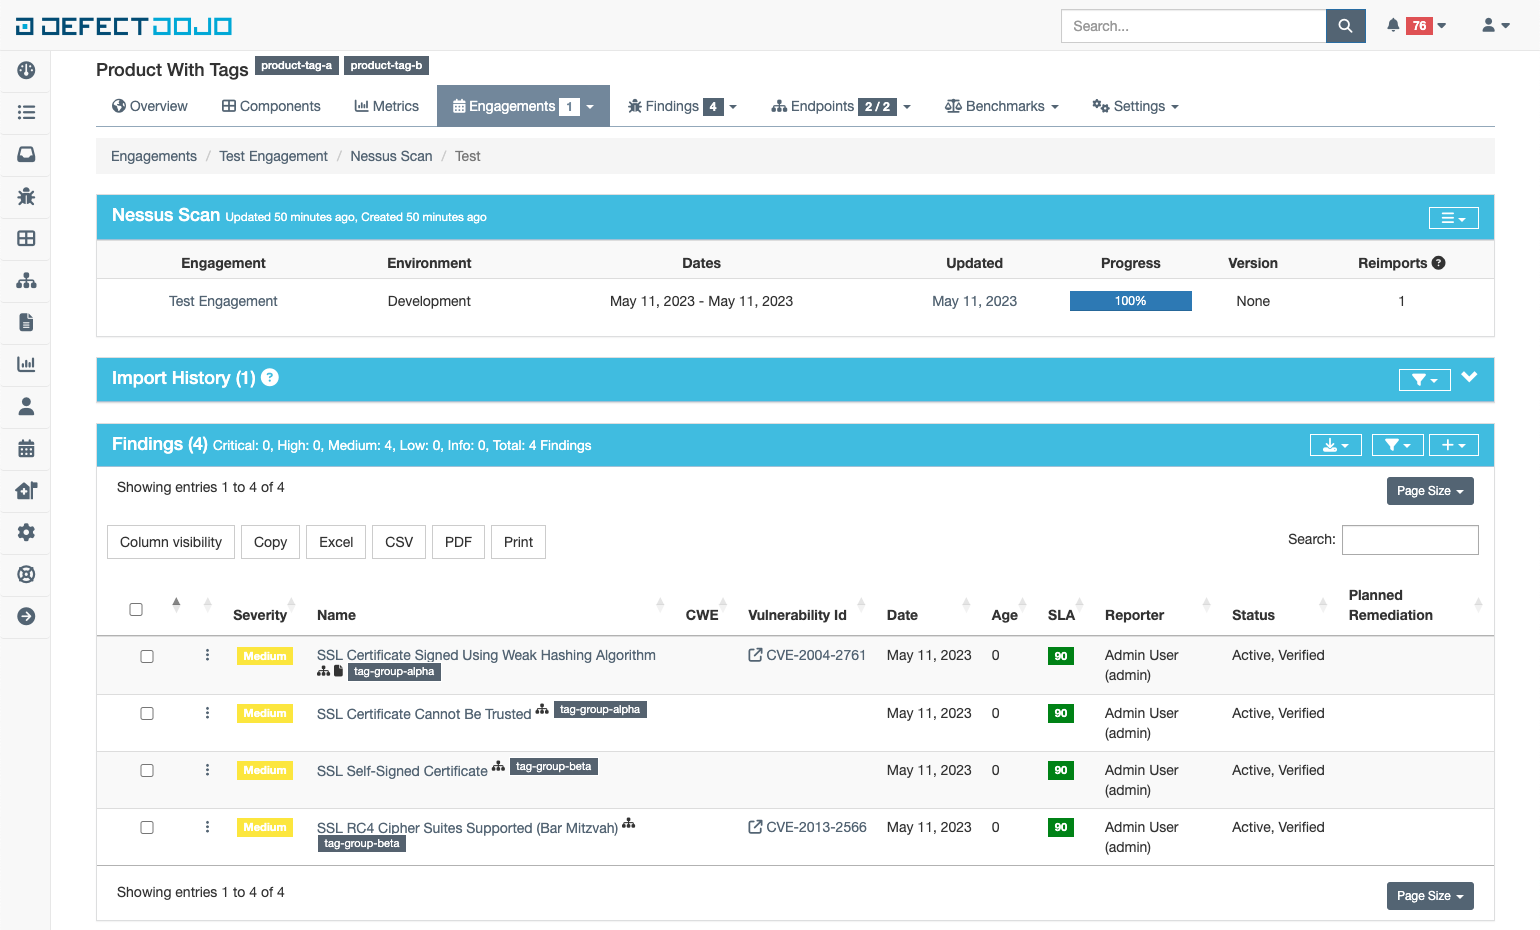 DEFECTDOJO
Search...
76
Product With Tags product-tag-a product-tag-b
Overview Components Metrics Engagements 1 Findings 4 Endpoints 2 / 2 Benchmarks Settings
Engagements / Test Engagement / Nessus Scan / Test
Nessus Scan Updated 50 minutes ago, Created 50 minutes ago
Engagement Environment Dates Updated Progress Version Reimports ?
Test Engagement Development May 11, 2023 - May 11, 2023 May 11, 2023 100% None 1
Import History (1) ?
Findings (4) Critical: 0, High: 0, Medium: 4, Low: 0, Info: 0, Total: 4 Findings
Showing entries 1 to 4 of 4
Page Size
Column visibility Copy Excel CSV PDF Print Search:
Severity Name CWE Vulnerability Id Date Age SLA Reporter Status Planned
Remediation
Medium SSL Certificate Signed Using Weak Hashing Algorithm CVE-2004-2761 May 11, 2023 0 90 Admin User Active, Verified
tag-group-alpha (admin)
Medium SSL Certificate Cannot Be Trusted tag-group-alpha May 11, 2023 0 90 Admin User Active, Verified
(admin)
Medium SSL Self-Signed Certificate tag-group-beta May 11, 2023 0 90 Admin User Active, Verified
(admin)
Medium SSL RC4 Cipher Suites Supported (Bar Mitzvah) CVE-2013-2566 May 11, 2023 0 90 Admin User Active, Verified
tag-group-beta (admin)
Showing entries 1 to 4 of 4
Page Size